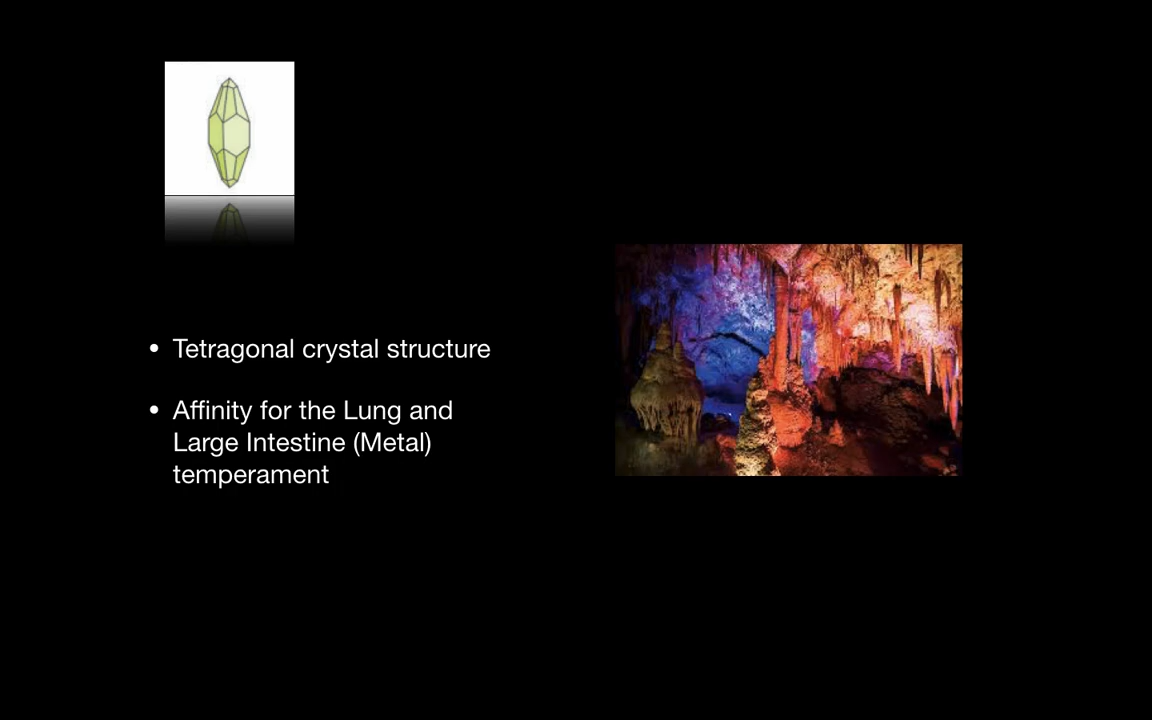 • Tetragonal crystal structure
• Affinity for the Lung and
Large Intestine (Metal)
temperament